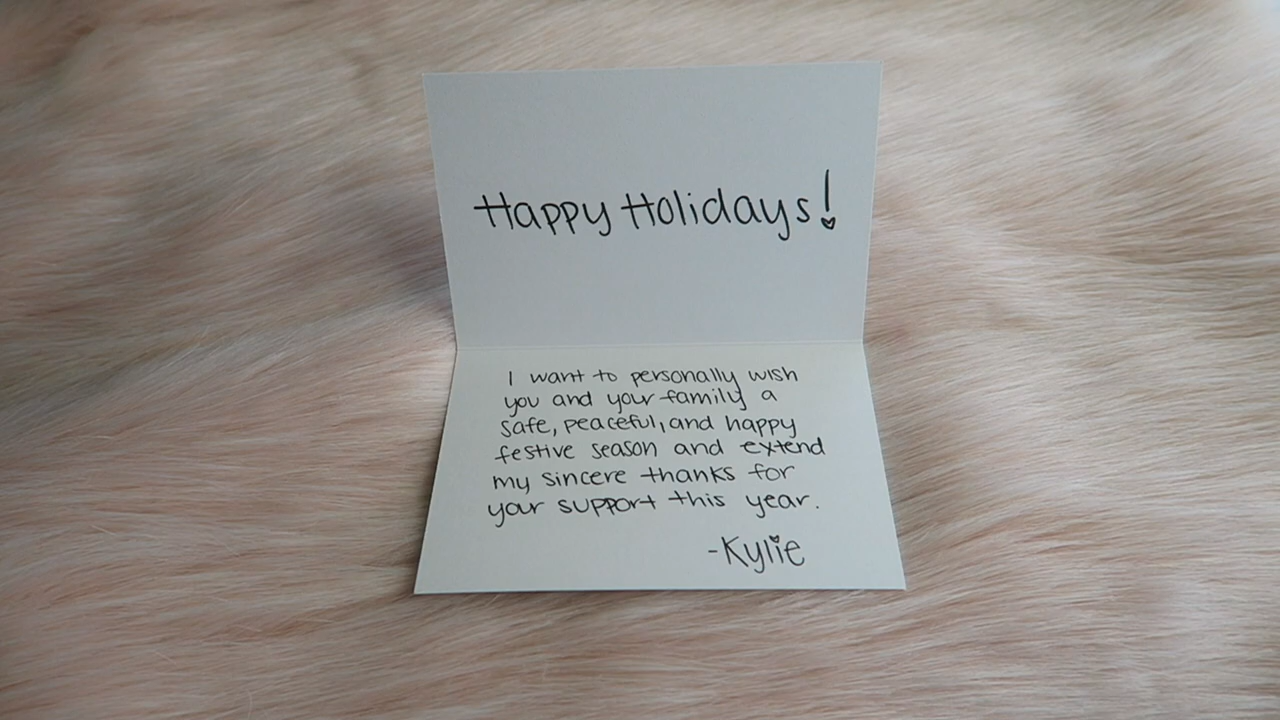 Happy Holidays!
I want to personally wish
you and your family a
safe, peaceful, and happy
festive season and extend
my sincere thanks for
your support this year.
-Kylie